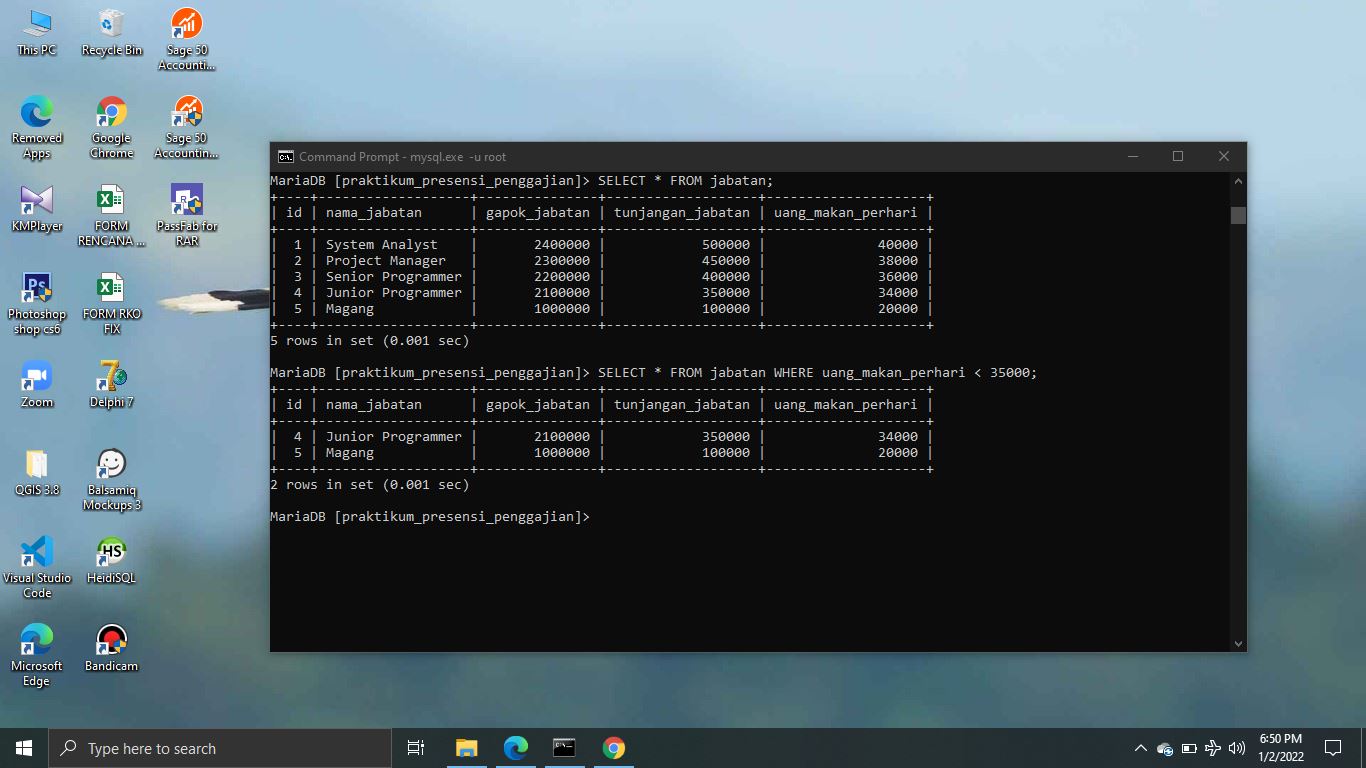 This PC
Recycle Bin
Sage 50
Accounti...
Removed
Apps
Google
Chrome
Sage 50
Accountin...
KMPlayer
FORM
RENCANA ...
PassFab for
RAR
Photoshop
shop cs6
FORM RKO
FIX
Zoom
Delphi 7
QGIS 3.8
Balsamiq
Mockups 3
Visual Studio
Code
HeidiSQL
Microsoft
Edge
Bandicam
Command Prompt - mysql.exe -u root
MariaDB [praktikum_presensi_penggajian]> SELECT * FROM jabatan;
+----+-------------------+----------------+-------------------+--------------------+
| id | nama_jabatan      | gapok_jabatan | tunjangan_jabatan | uang_makan_perhari |
+----+-------------------+----------------+-------------------+--------------------+
| 1 | System Analyst | 2400000 | 500000 | 40000 |
| 2 | Project Manager | 2300000 | 450000 | 38000 |
| 3 | Senior Programmer | 2200000 | 400000 | 36000 |
| 4 | Junior Programmer | 2100000 | 350000 | 34000 |
| 5 | Magang | 1000000 | 100000 | 20000 |
+----+-------------------+----------------+-------------------+--------------------+
5 rows in set (0.001 sec)
MariaDB [praktikum_presensi_penggajian]> SELECT * FROM jabatan WHERE uang_makan_perhari < 35000;
+----+-------------------+----------------+-------------------+--------------------+
| id | nama_jabatan | gapok_jabatan | tunjangan_jabatan | uang_makan_perhari |
+----+-------------------+----------------+-------------------+--------------------+
| 4 | Junior Programmer | 2100000 | 350000 | 34000 |
| 5 | Magang | 1000000 | 100000 | 20000 |
+----+-------------------+----------------+-------------------+--------------------+
2 rows in set (0.001 sec)
MariaDB [praktikum_presensi_penggajian]>
Type here to search
6:50 PM
1/2/2022